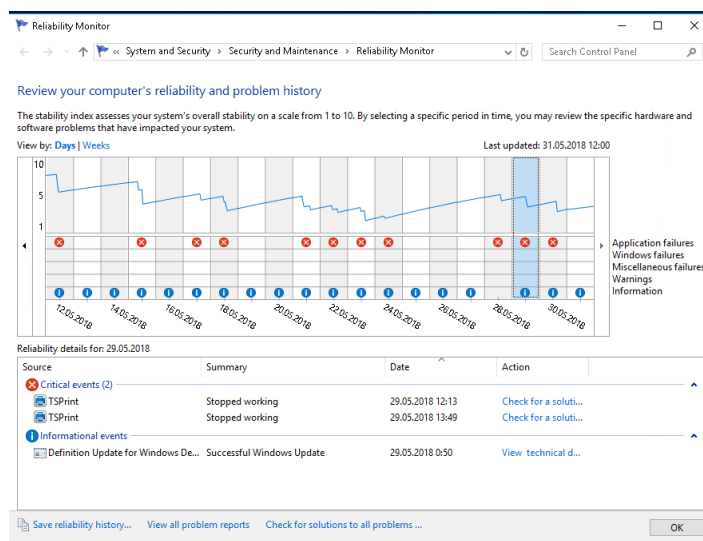 Reliability Monitor
« System and Security › Security and Maintenance › Reliability Monitor
Search Control Panel
Review your computer's reliability and problem history
The stability index assesses your system's overall stability on a scale from 1 to 10. By selecting a specific period in time, you may review the specific hardware and
software problems that have impacted your system.
View by: Days | Weeks
Last updated: 31.05.2018 12:00
10
5
1
Application failures
Windows failures
Miscellaneous failures
Warnings
Information
12.05.2018 14.05.2018 16.05.2018 18.05.2018 20.05.2018 22.05.2018 24.05.2018 26.05.2018 28.05.2018 30.05.2018
Reliability details for: 29.05.2018
Source Summary Date Action
Critical events (2)
TSPrint Stopped working 29.05.2018 12:13 Check for a soluti...
TSPrint Stopped working 29.05.2018 13:49 Check for a soluti...
Informational events
Definition Update for Windows De... Successful Windows Update 29.05.2018 0:50 View technical d...
Save reliability history... View all problem reports Check for solutions to all problems ...
OK